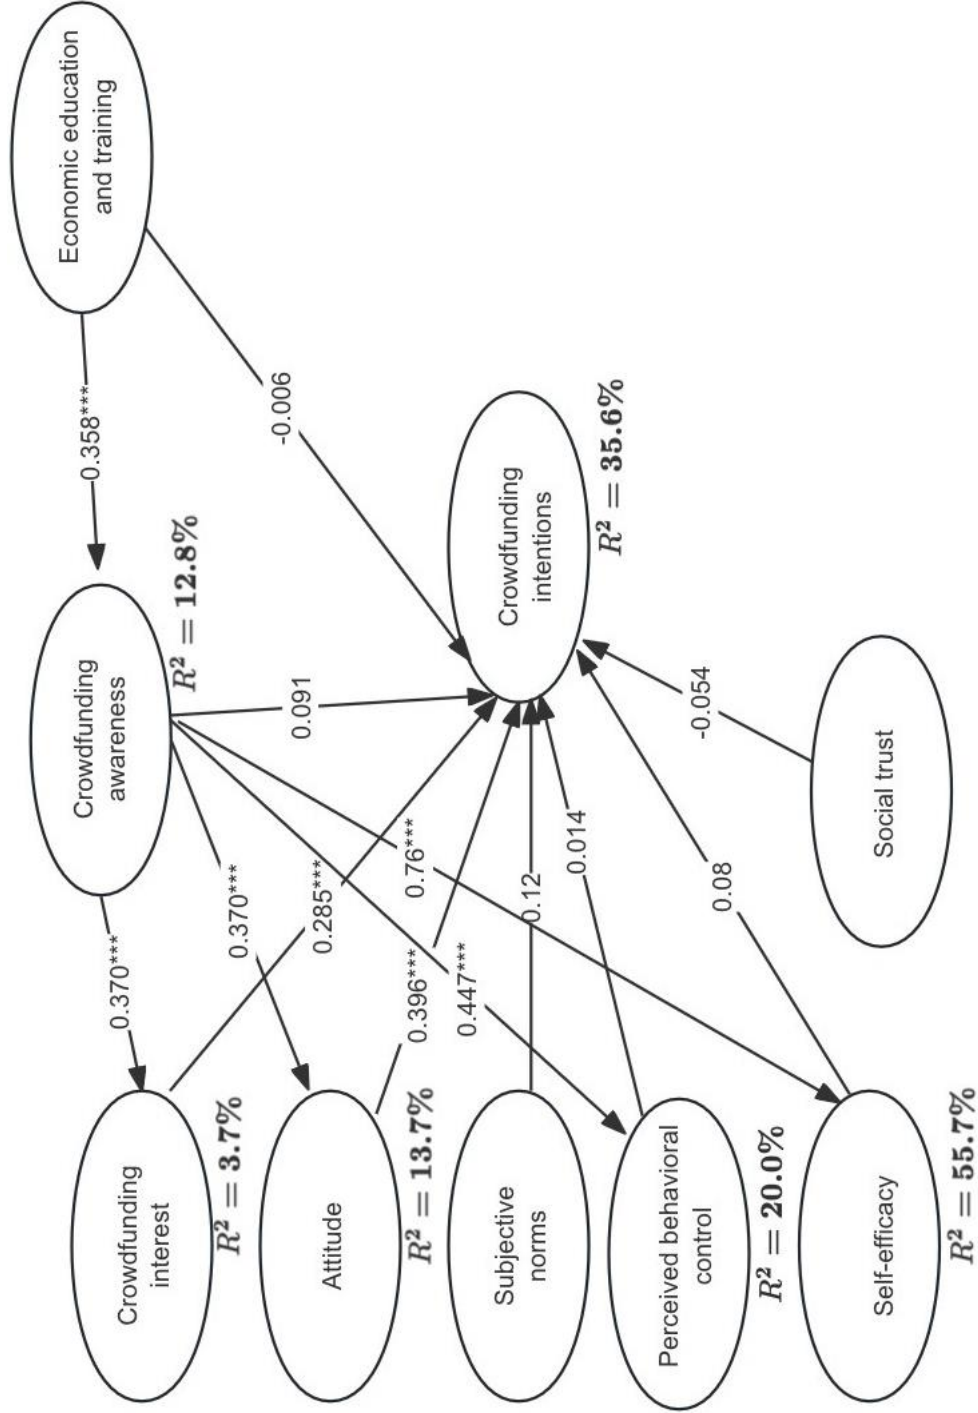 Economic education
and training
0.358***
-0.006
Crowdfunding
awareness
R² = 12.8%
0.370***
0.370***
0.447***
0.76***
0.091
Crowdfunding
interest
R² = 3.7%
0.285***
Attitude
R² = 13.7%
0.396***
Subjective
norms
0.12
Perceived behavioral
control
R² = 20.0%
0.014
Self-efficacy
R² = 55.7%
0.08
Social trust
-0.054
Crowdfunding
intentions
R² = 35.6%